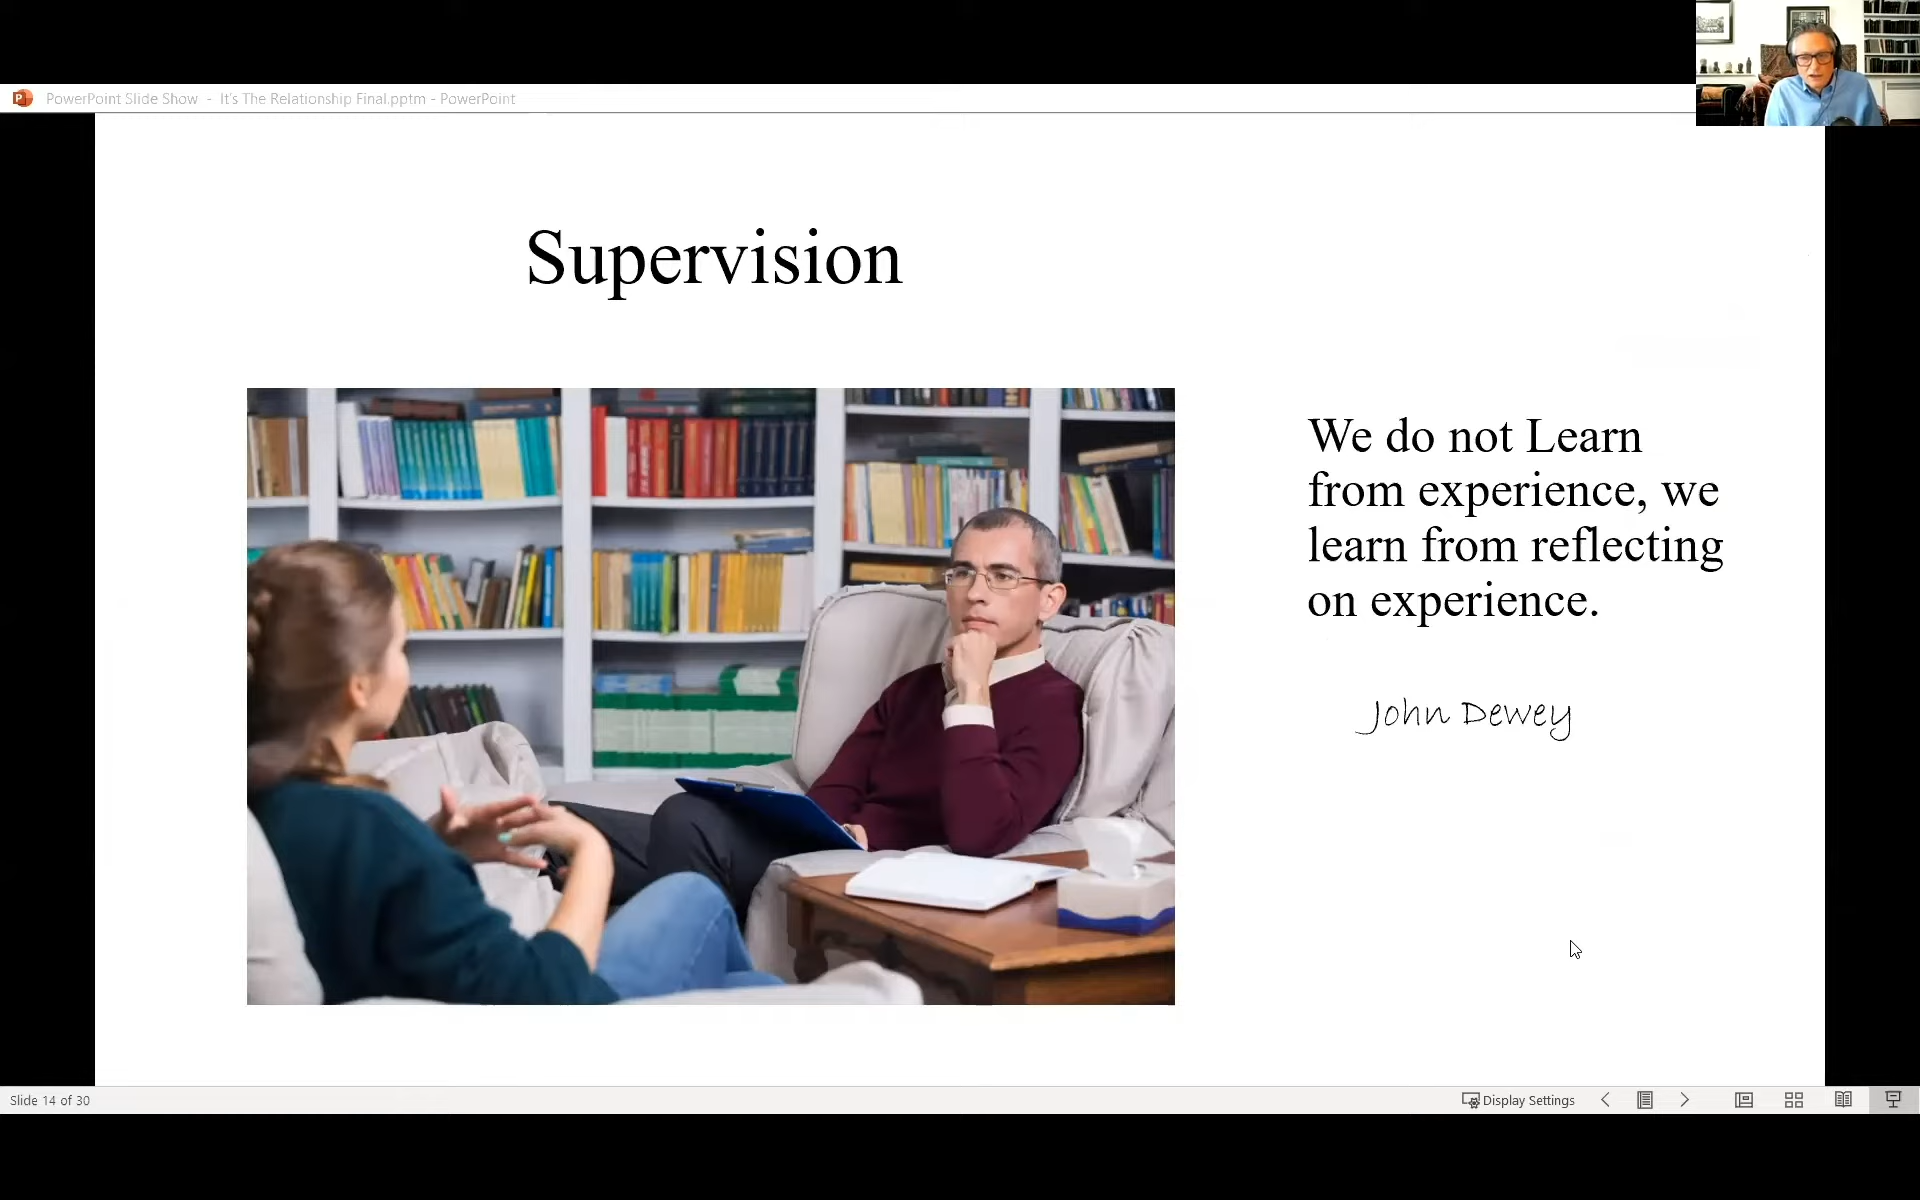 PowerPoint Slide Show - It's The Relationship Final.pptm - PowerPoint
Supervision
We do not Learn
from experience, we
learn from reflecting
on experience.
John Dewey
Slide 14 of 30
Display Settings